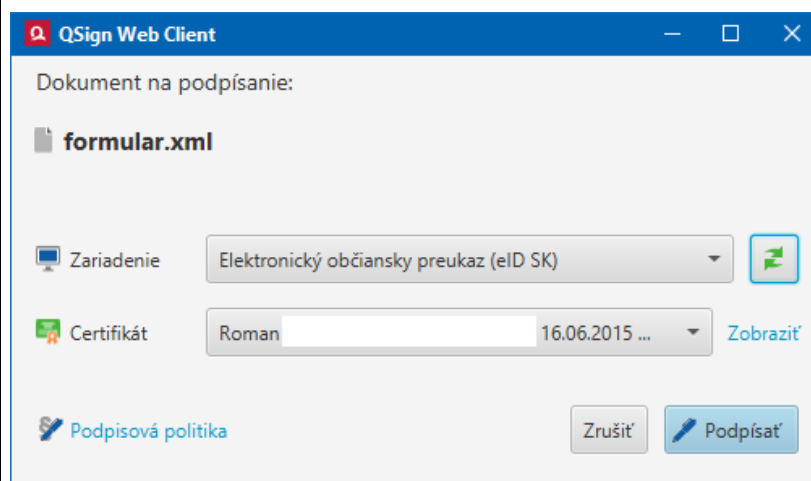 QSign Web Client
Dokument na podpísanie:
formular.xml
Zariadenie Elektronický občiansky preukaz (eID SK)
Certifikát Roman 16.06.2015 ... Zobraziť
Podpisová politika Zrušiť Podpísať